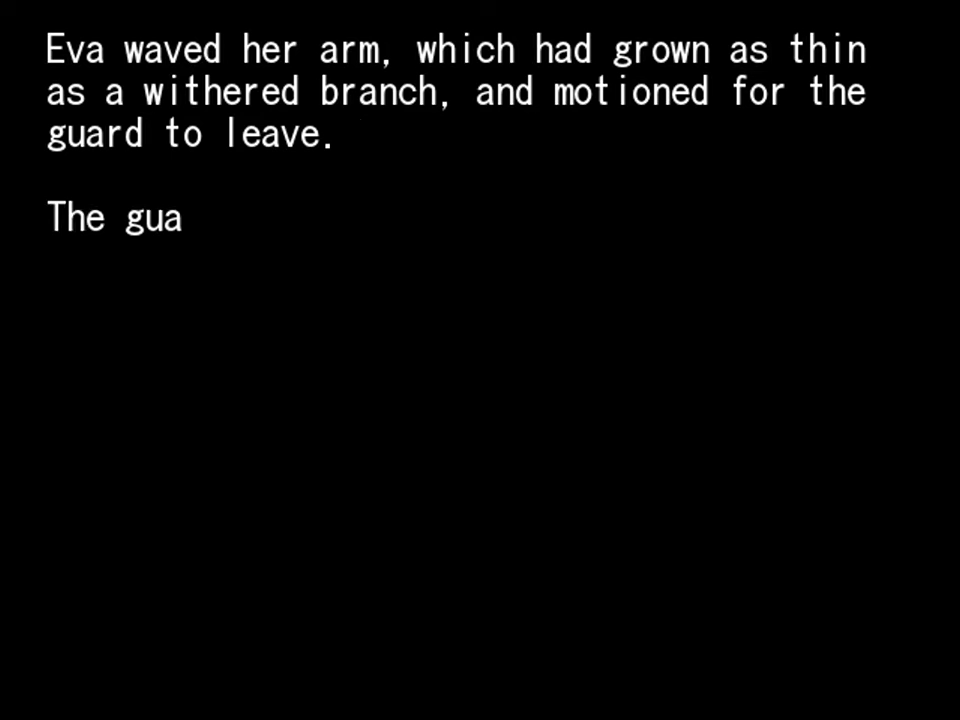 Eva waved her arm, which had grown as thin
as a withered branch, and motioned for the
guard to leave.
The gua